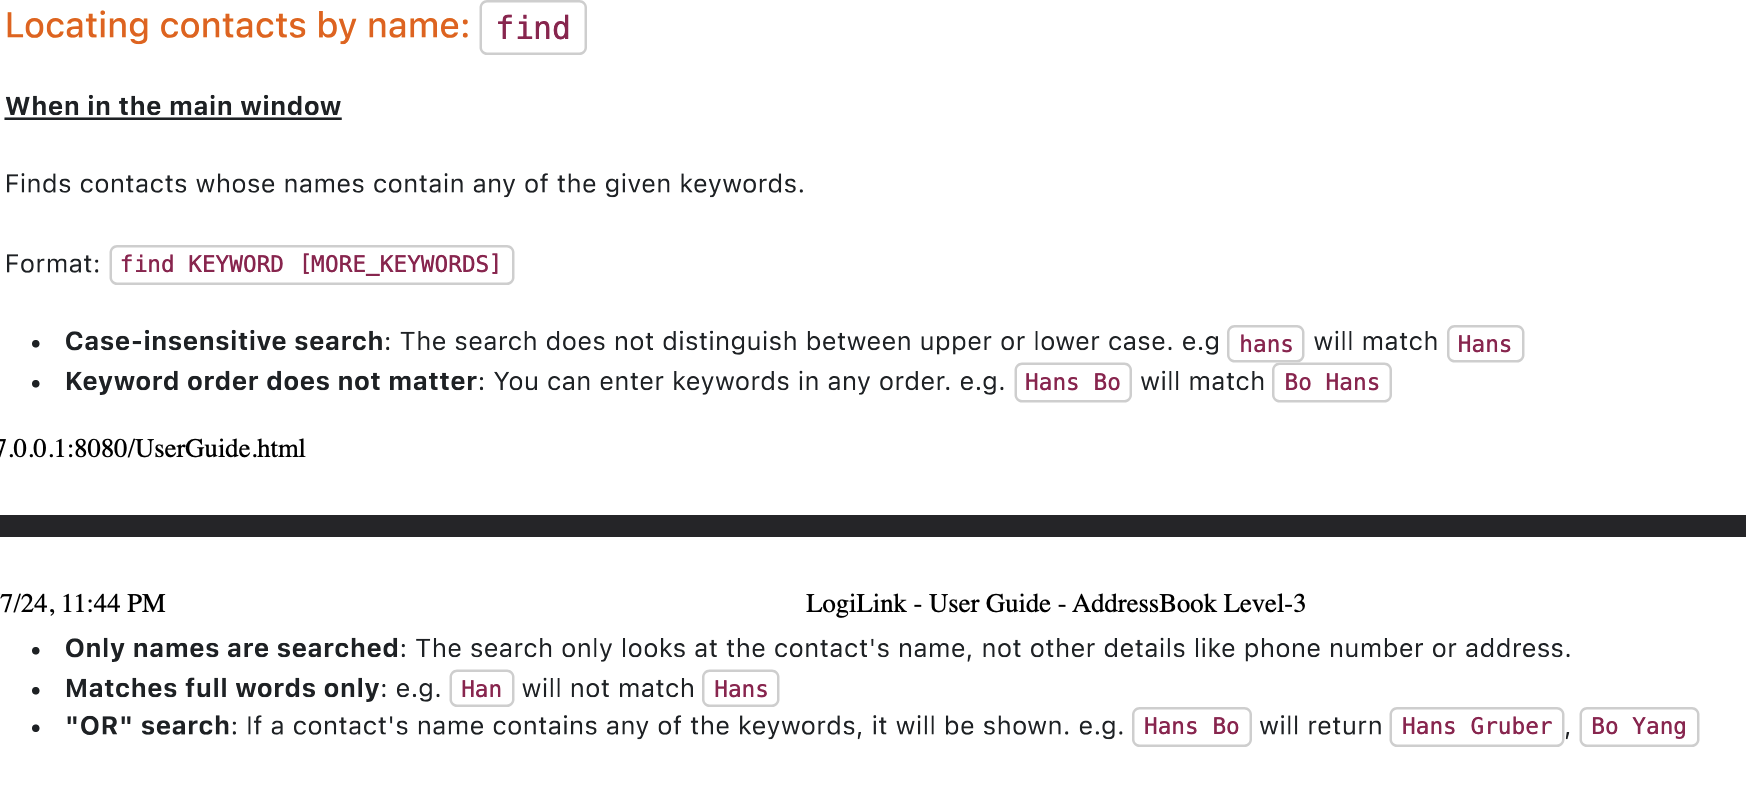 Locating contacts by name: find
When in the main window
Finds contacts whose names contain any of the given keywords.
Format: find KEYWORD [MORE_KEYWORDS]
• Case-insensitive search: The search does not distinguish between upper or lower case. e.g hans will match Hans
• Keyword order does not matter: You can enter keywords in any order. e.g. Hans Bo will match Bo Hans
7.0.0.1:8080/UserGuide.html
7/24, 11:44 PM LogiLink - User Guide - AddressBook Level-3
• Only names are searched: The search only looks at the contact's name, not other details like phone number or address.
• Matches full words only: e.g. Han will not match Hans
• "OR" search: If a contact's name contains any of the keywords, it will be shown. e.g. Hans Bo will return Hans Gruber, Bo Yang